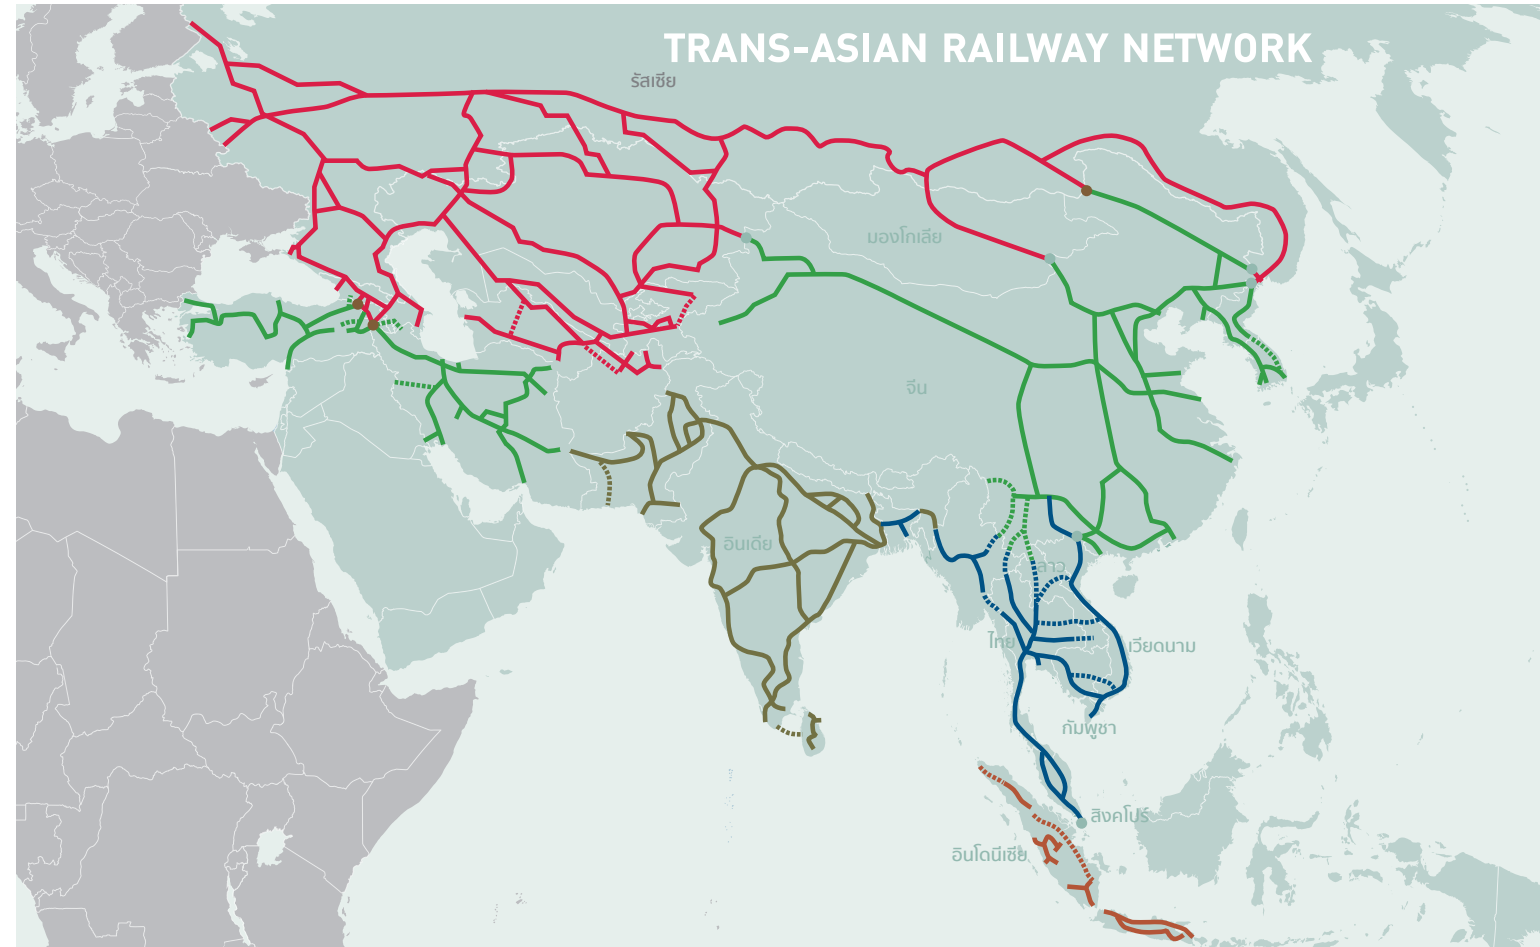 TRANS-ASIAN RAILWAY NETWORK
รัสเซีย
มองโกเลีย
จีน
อินเดีย
ลาว
ไทย
เวียดนาม
กัมพูชา
สิงคโปร์
อินโดนีเซีย